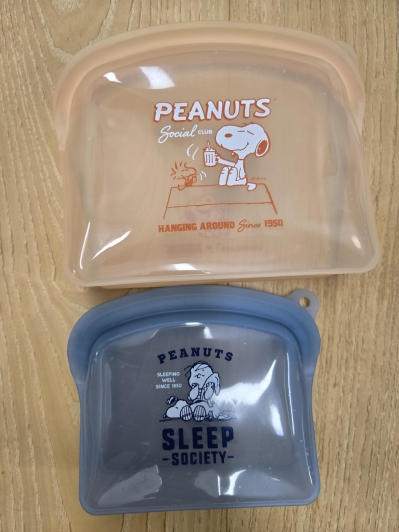 PEANUTS
Social CLUB
HANGING AROUND Since 1950
PEANUTS
SLEEPING
WELL
SINCE 1950
SLEEP
-SOCIETY-